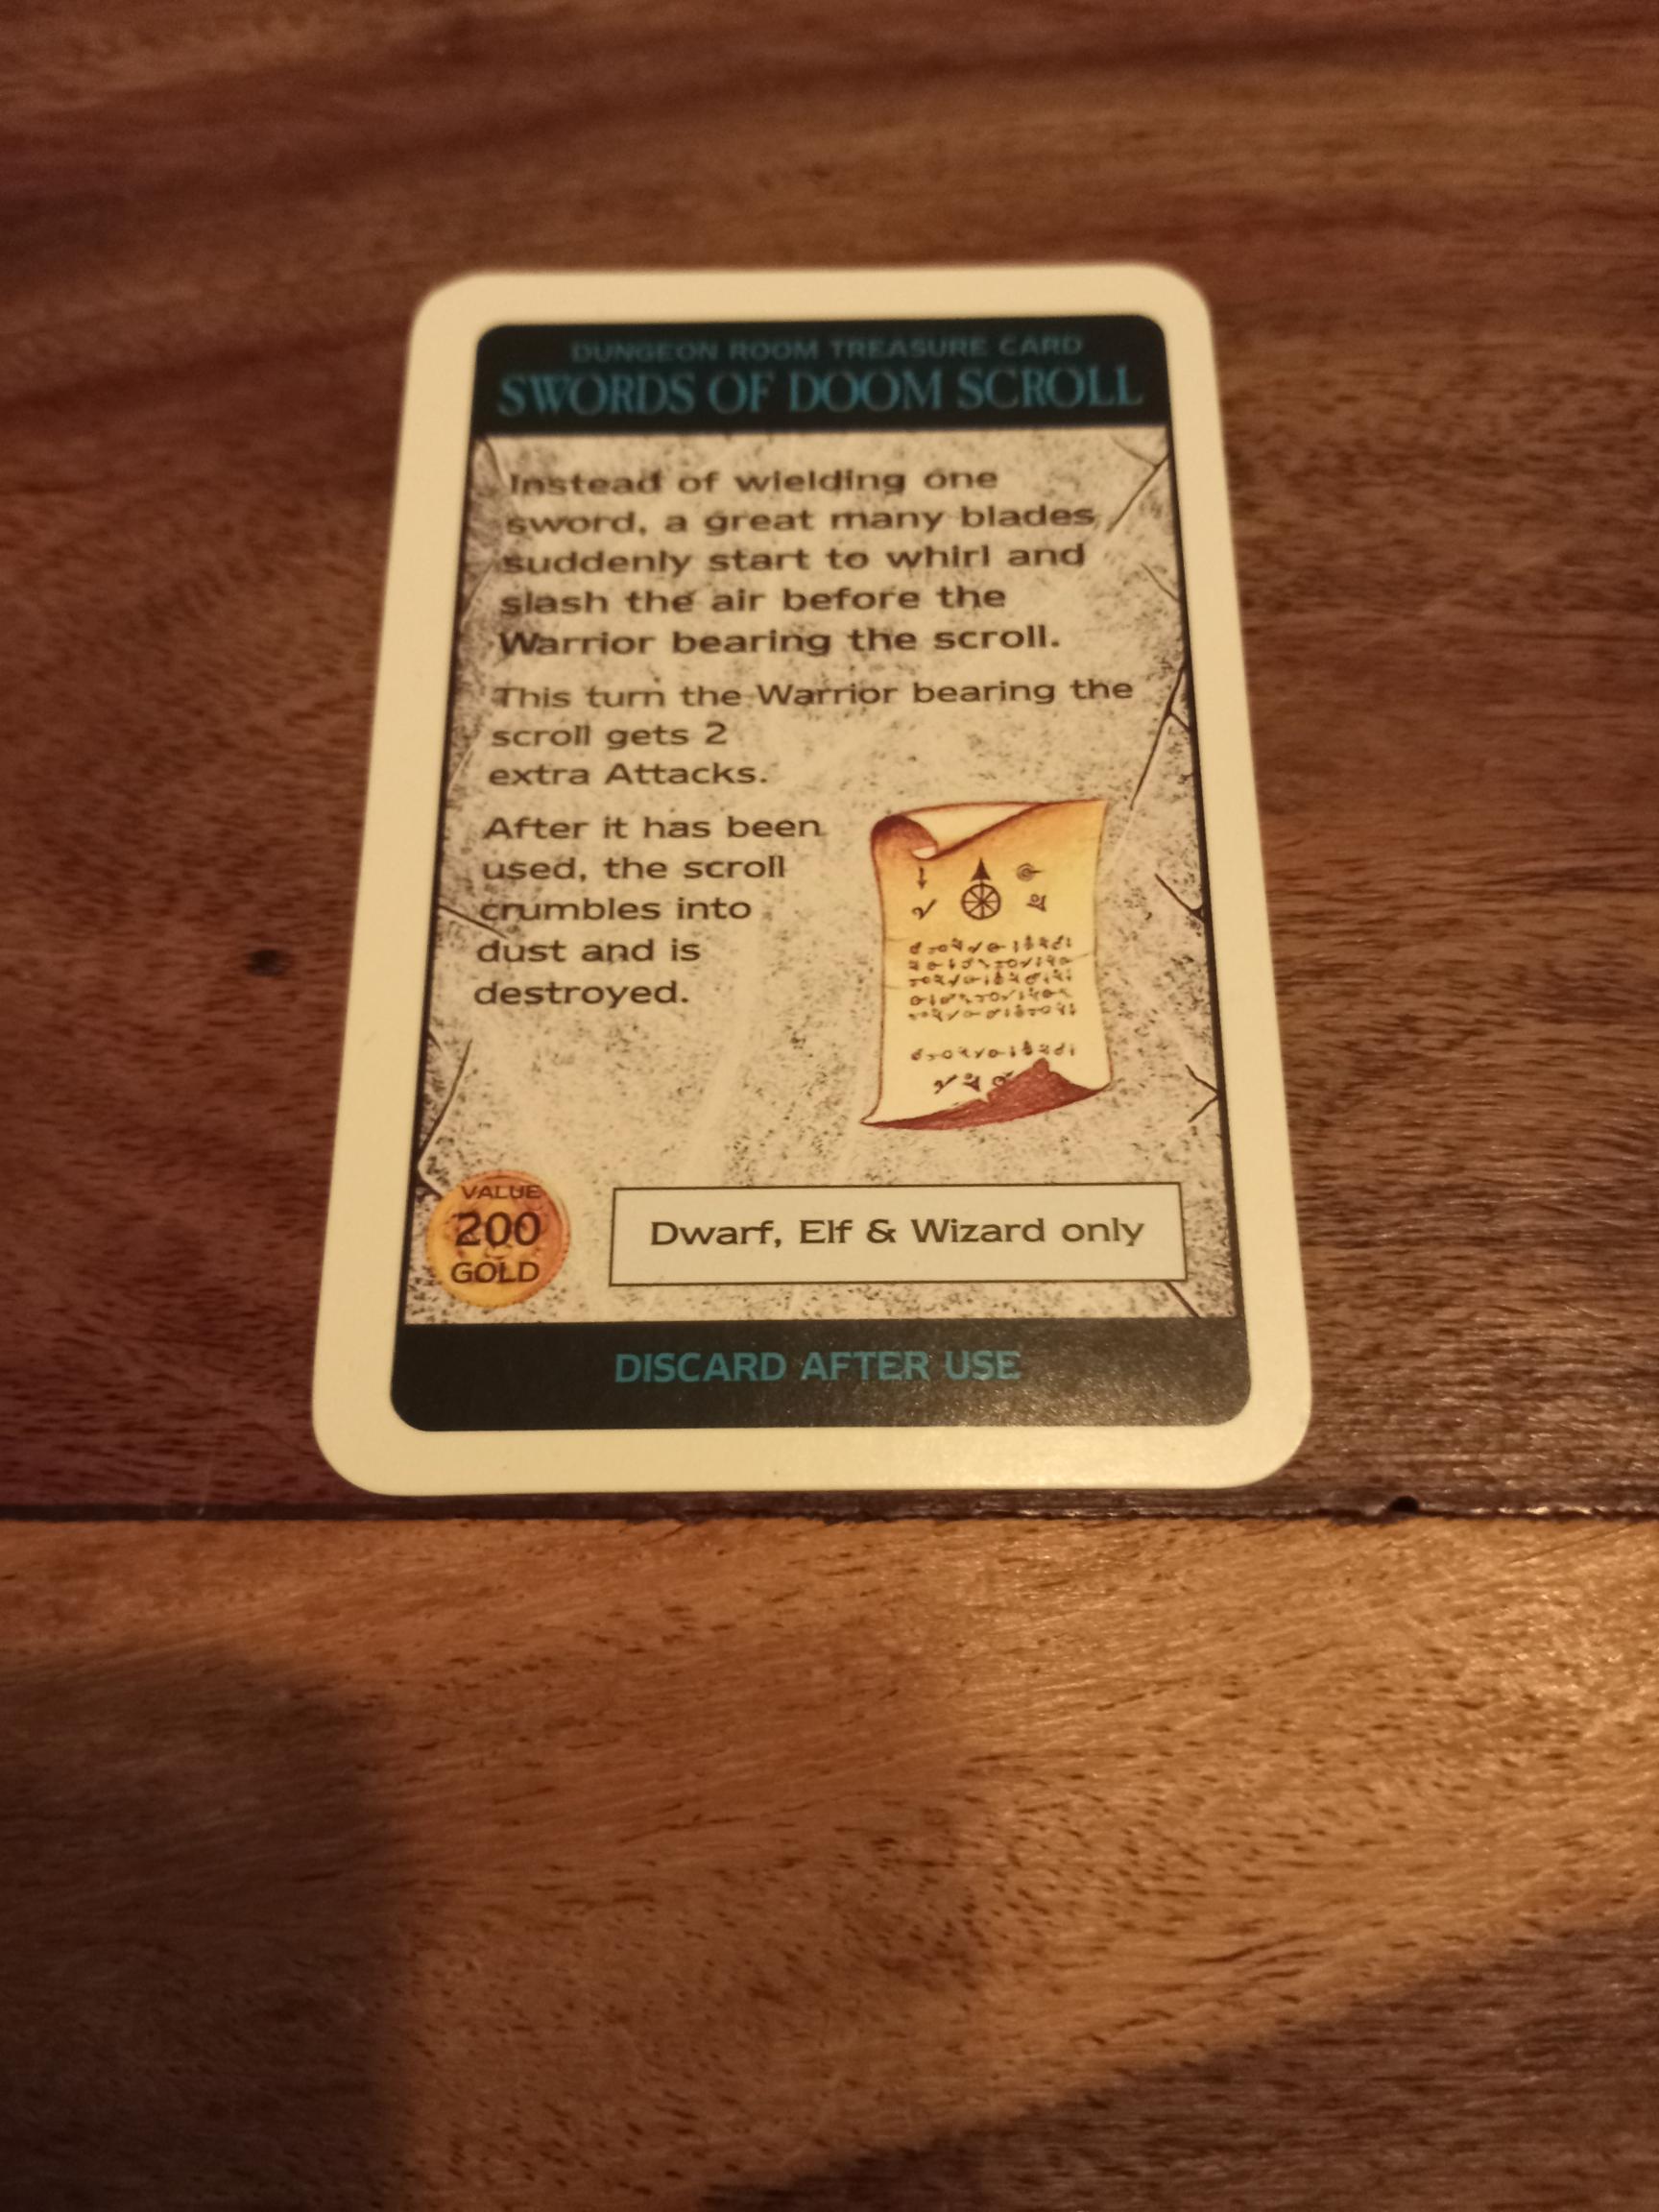 DUNGEON ROOM TREASURE CARD
SWORDS OF DOOM SCROLL
Instead of wielding one
sword, a great many blades
suddenly start to whirl and
slash the air before the
Warrior bearing the scroll.
This turn the Warrior bearing the
scroll gets 2
extra Attacks.
After it has been
used, the scroll
crumbles into
dust and is
destroyed.
VALUE
200
GOLD
Dwarf, Elf & Wizard only
DISCARD AFTER USE